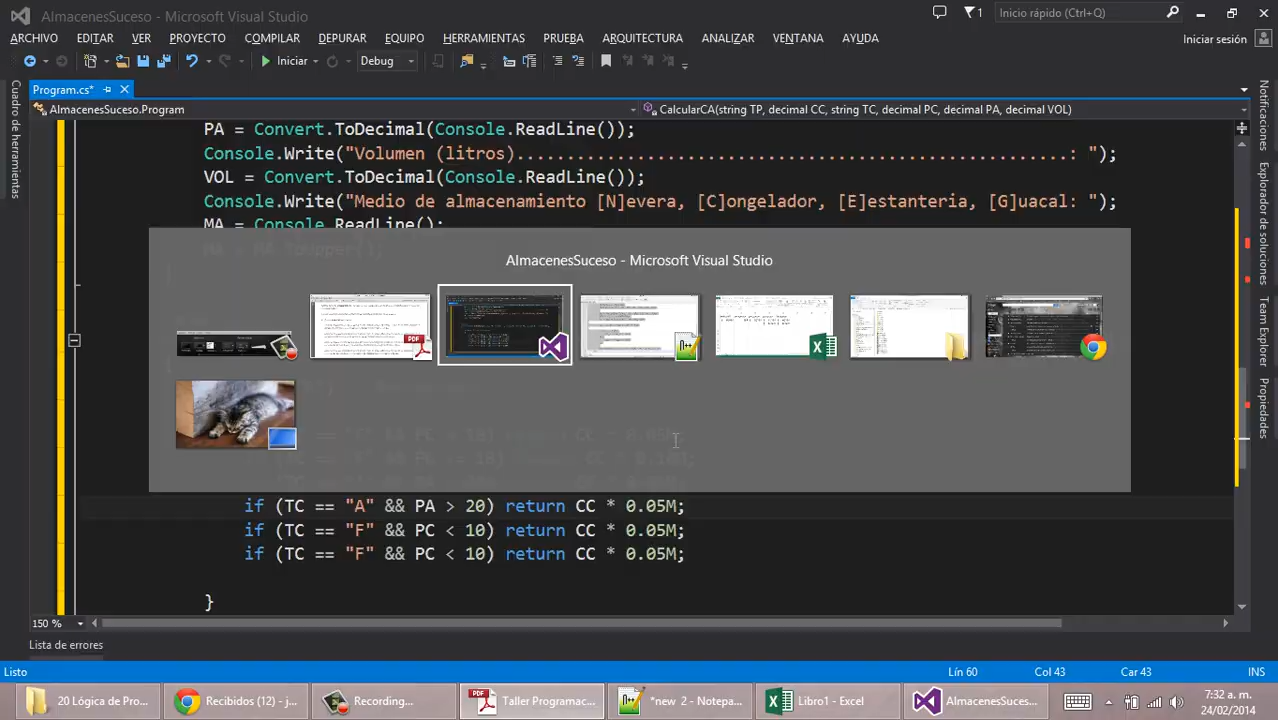 AlmacenesSuceso - Microsoft Visual Studio
Inicio rápido (Ctrl+Q)
ARCHIVO EDITAR VER PROYECTO COMPILAR DEPURAR EQUIPO HERRAMIENTAS PRUEBA ARQUITECTURA ANALIZAR VENTANA AYUDA
Iniciar sesión
Iniciar Debug
Program.cs*
AlmacenesSuceso.Program
CalcularCA(string TP, decimal CC, string TC, decimal PC, decimal PA, decimal VOL)
Cuadro de herramientas
Notificaciones
Explorador de soluciones
Team Explorer
Propiedades
PA = Convert.ToDecimal(Console.ReadLine());
Console.Write("Volumen (litros).......................................................: ");
VOL = Convert.ToDecimal(Console.ReadLine());
Console.Write("Medio de almacenamiento [N]evera, [C]ongelador, [E]estanteria, [G]uacal: ");
MA = Console.ReadLine();
MA = PA.ToUpper();
AlmacenesSuceso - Microsoft Visual Studio
if (TC == "A" && PA > 20) return CC * 0.05M;
if (TC == "F" && PC < 10) return CC * 0.05M;
if (TC == "F" && PC < 10) return CC * 0.05M;
}
150 %
Lista de errores
Listo
Lín 60
Col 43
Car 43
INS
20 Lógica de Pro...
Recibidos (12) - j...
Recording...
Taller Programac...
*new 2 - Notepa...
Libro1 - Excel
AlmacenesSuceso...
7:32 a. m.
24/02/2014